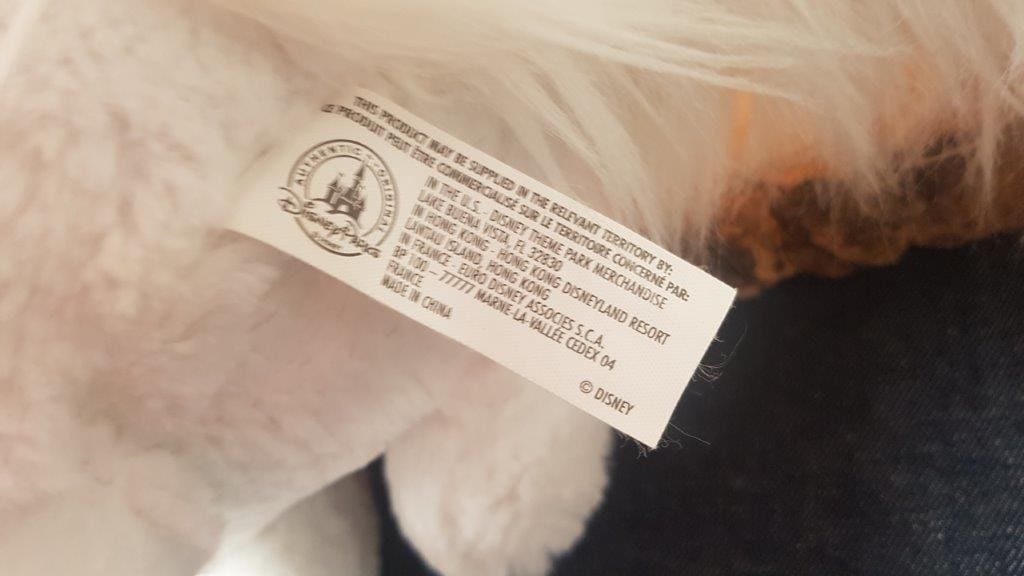 THIS PRODUCT MAY BE SUPPLIED IN THE RELEVANT TERRITORY BY:
LE PRODUIT PEUT ÊTRE COMMERCIALISÉ SUR LE TERRITOIRE CONCERNE PAR:
AUTHENTIC ORIGINAL
Disney Parks
IN THE U.S. - DISNEY THEME PARK MERCHANDISE
LAKE BUENA VISTA, FL 32830
IN HONG KONG - HONG KONG DISNEYLAND RESORT
LANTAU ISLAND, HONG KONG
IN FRANCE - EURO DISNEY ASSOCIES S.C.A.
BP 100 - 77777 MARNE-LA-VALLÉE CEDEX 04
FRANCE
MADE IN CHINA
© DISNEY